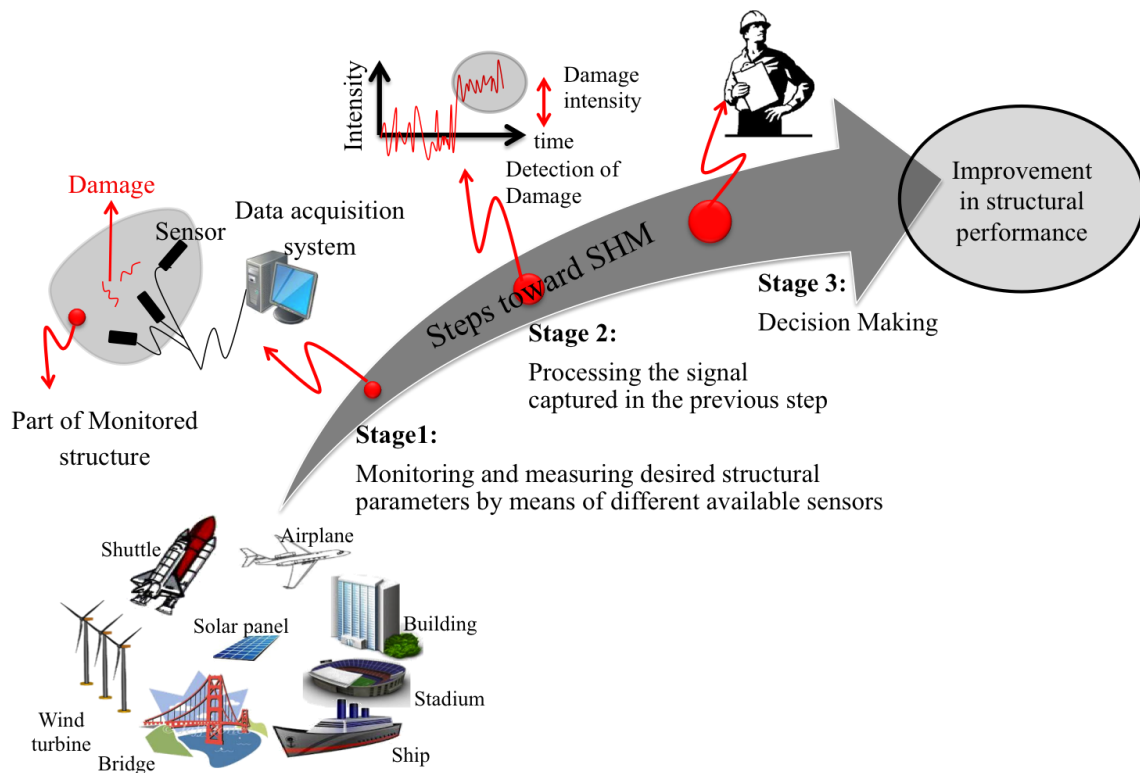 Intensity
Damage
intensity
time
Detection of
Damage
Damage
Sensor
Data acquisition
system
Part of Monitored
structure
Steps toward SHM
Improvement
in structural
performance
Stage 3:
Decision Making
Stage 2:
Processing the signal
captured in the previous step
Stage1:
Monitoring and measuring desired structural
parameters by means of different available sensors
Shuttle
Airplane
Solar panel
Building
Stadium
Wind
turbine
Bridge
Ship